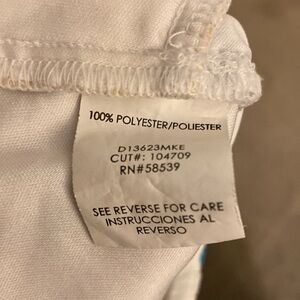 100% POLYESTER/POLIESTER
D13623MKE
CUT#: 104709
RN#58539
SEE REVERSE FOR CARE
INSTRUCCIONES AL
REVERSO